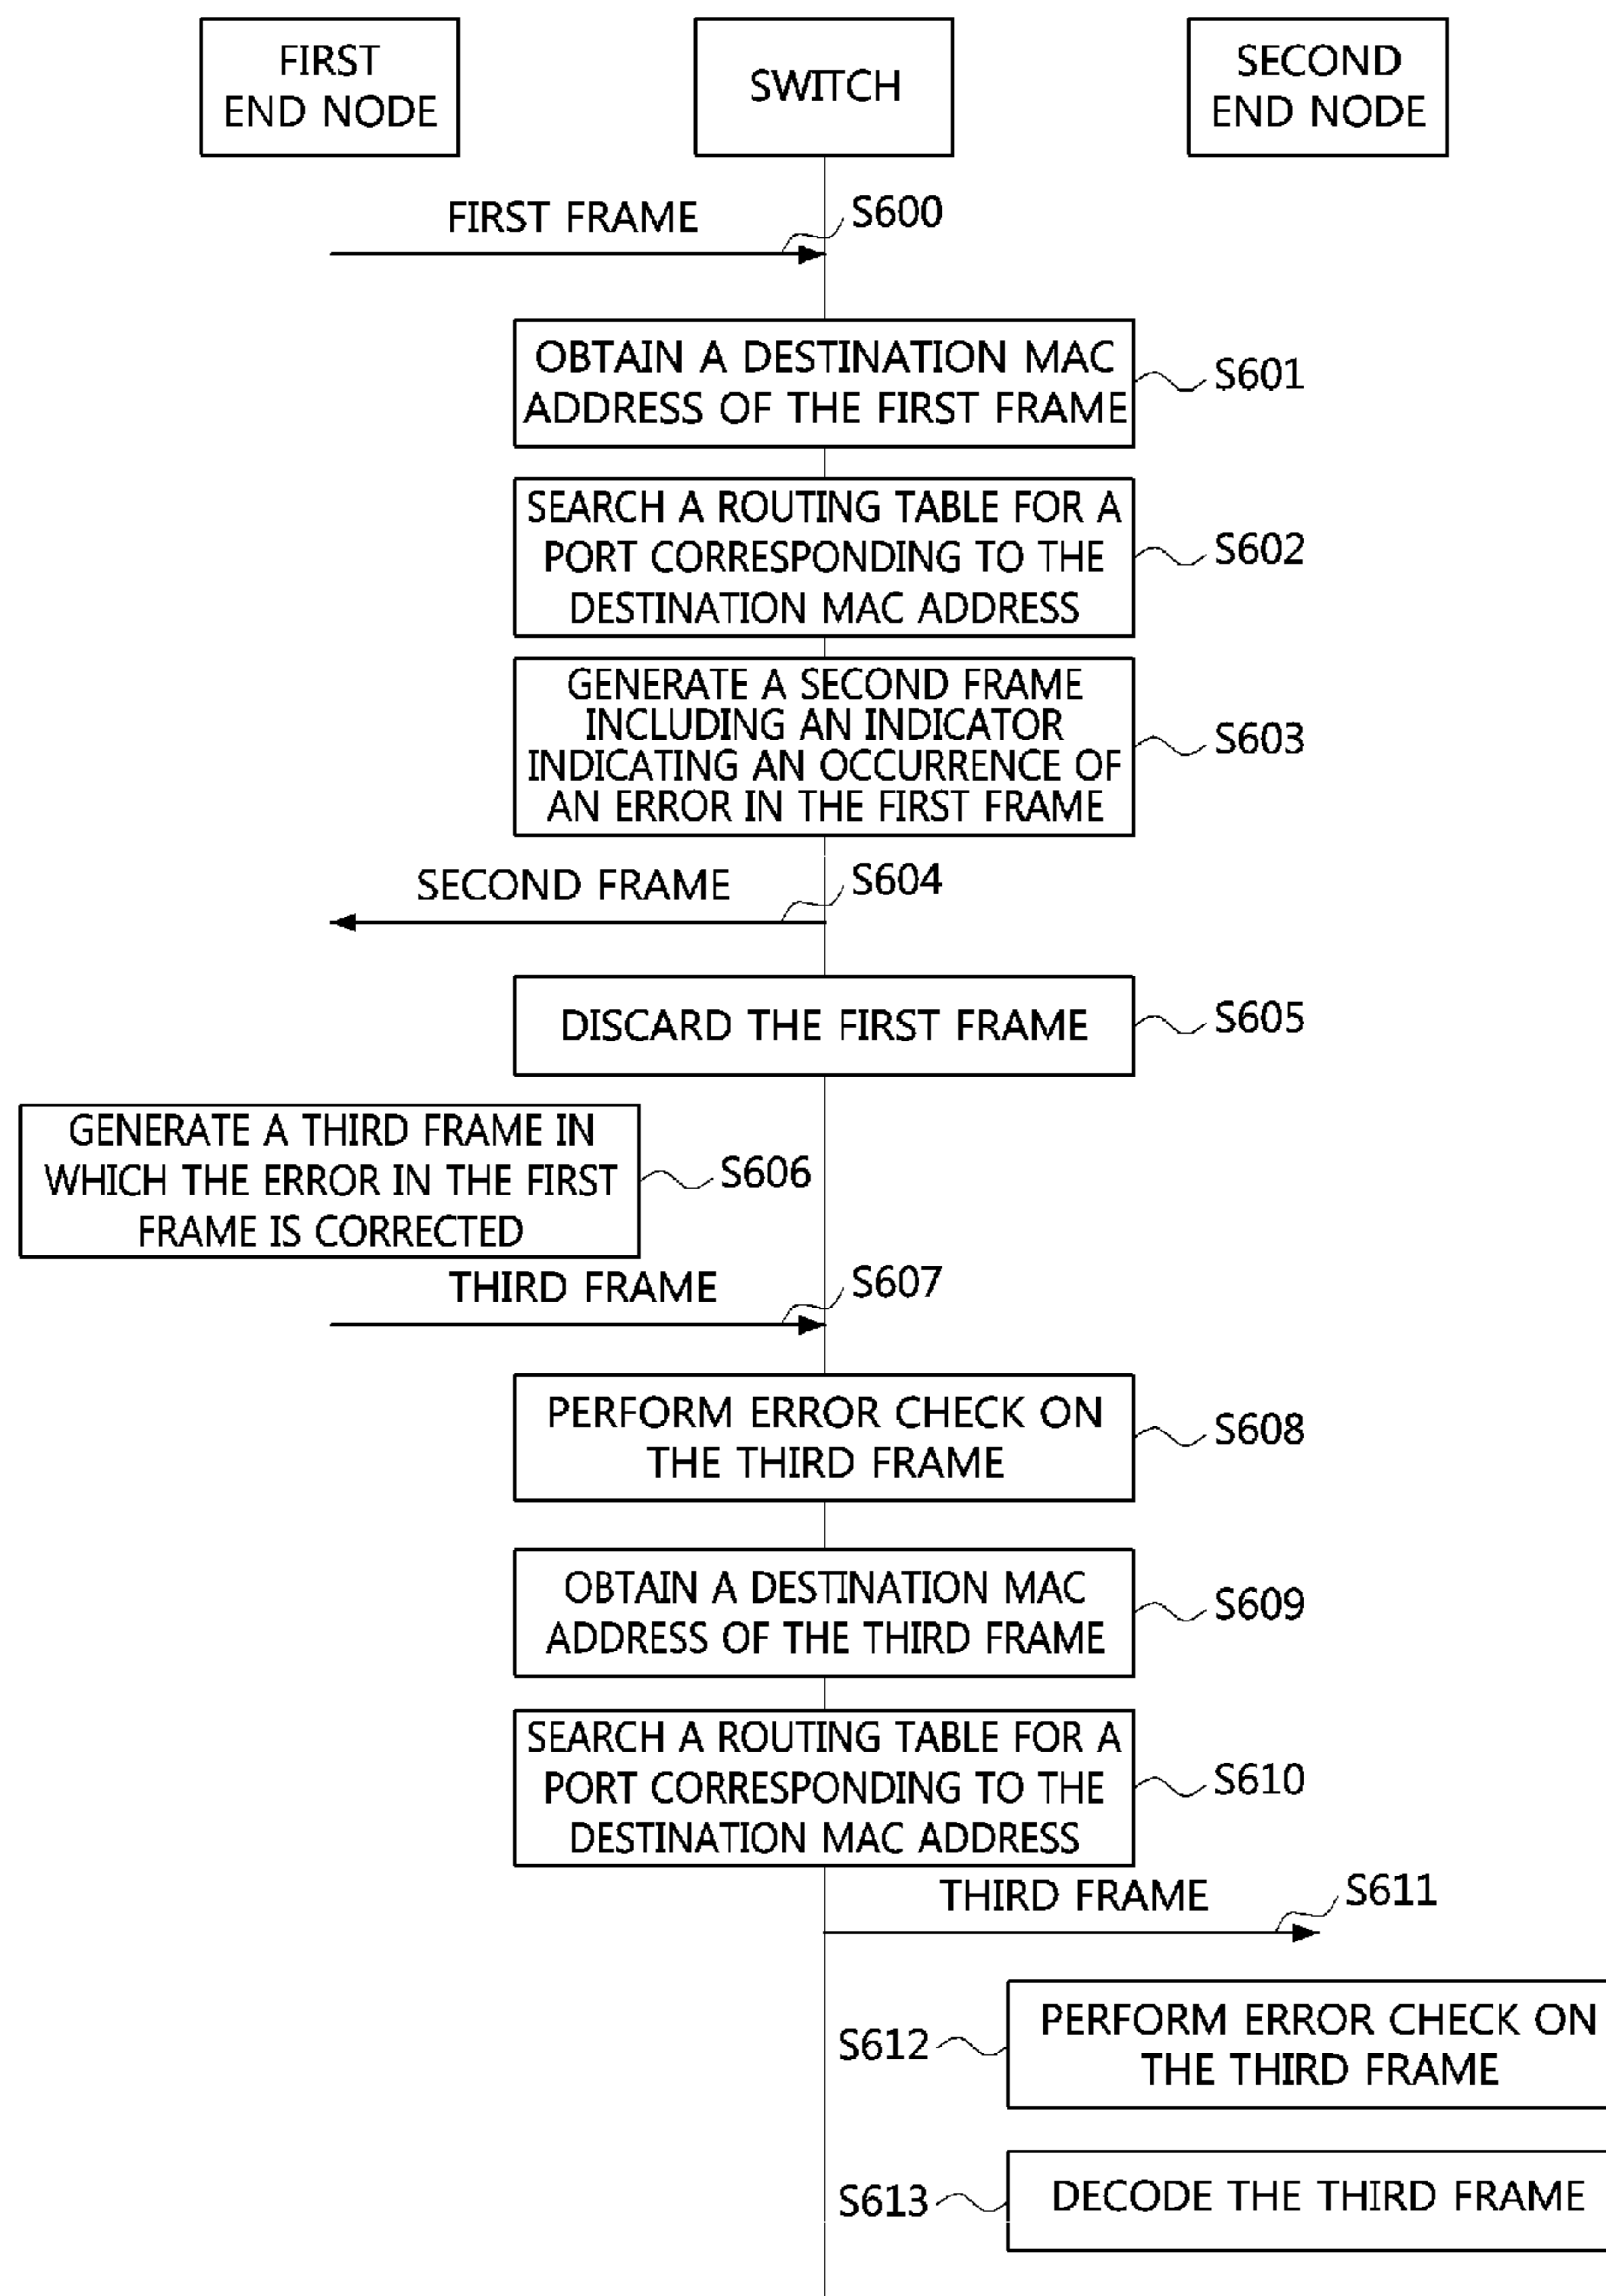 FIRST
END NODE
SWITCH
SECOND
END NODE
FIRST FRAME
S600
OBTAIN A DESTINATION MAC
ADDRESS OF THE FIRST FRAME
S601
SEARCH A ROUTING TABLE FOR A
PORT CORRESPONDING TO THE
DESTINATION MAC ADDRESS
S602
GENERATE A SECOND FRAME
INCLUDING AN INDICATOR
INDICATING AN OCCURRENCE OF
AN ERROR IN THE FIRST FRAME
S603
SECOND FRAME
S604
DISCARD THE FIRST FRAME
S605
GENERATE A THIRD FRAME IN
WHICH THE ERROR IN THE FIRST
FRAME IS CORRECTED
S606
THIRD FRAME
S607
PERFORM ERROR CHECK ON
THE THIRD FRAME
S608
OBTAIN A DESTINATION MAC
ADDRESS OF THE THIRD FRAME
S609
SEARCH A ROUTING TABLE FOR A
PORT CORRESPONDING TO THE
DESTINATION MAC ADDRESS
S610
THIRD FRAME
S611
S612
PERFORM ERROR CHECK ON
THE THIRD FRAME
S613
DECODE THE THIRD FRAME